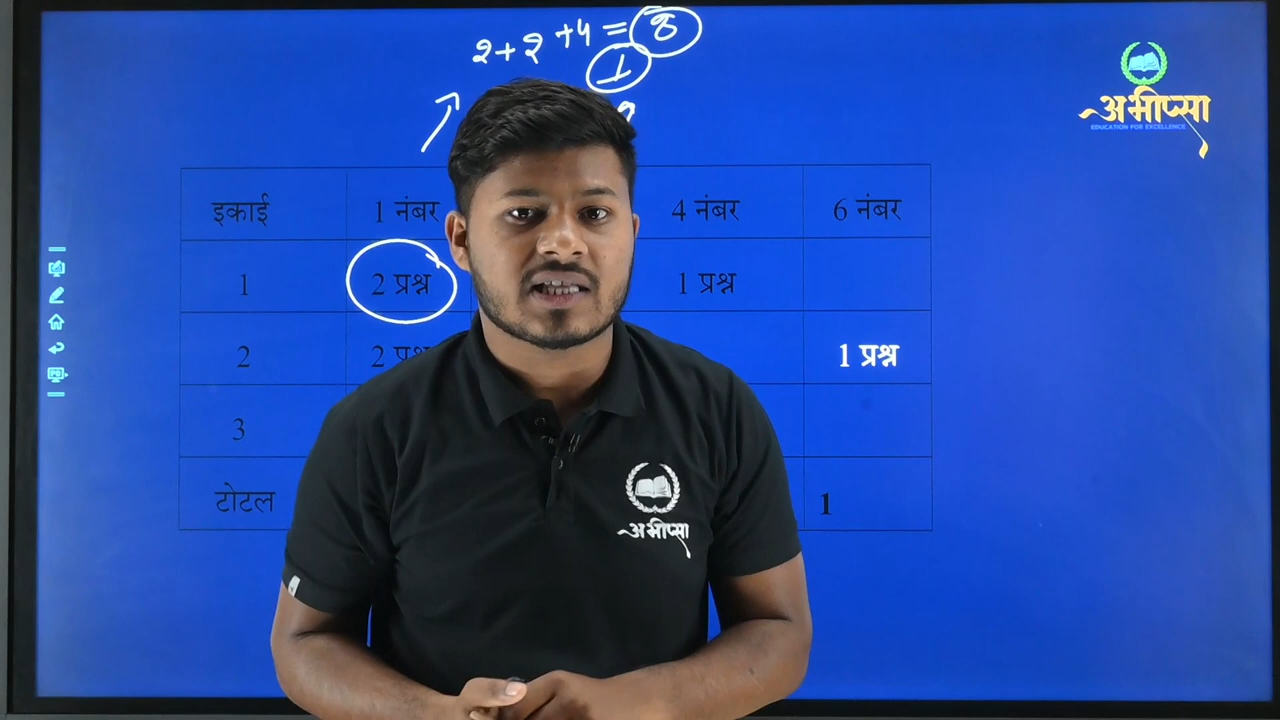 2+2+4=8
1
अभीप्सा
EDUCATION FOR EXCELLENCE
इकाई 1 नंबर 4 नंबर 6 नंबर
1 2 प्रश्न 1 प्रश्न
2 2 1 प्रश्न
3
टोटल 1
अभीप्सा